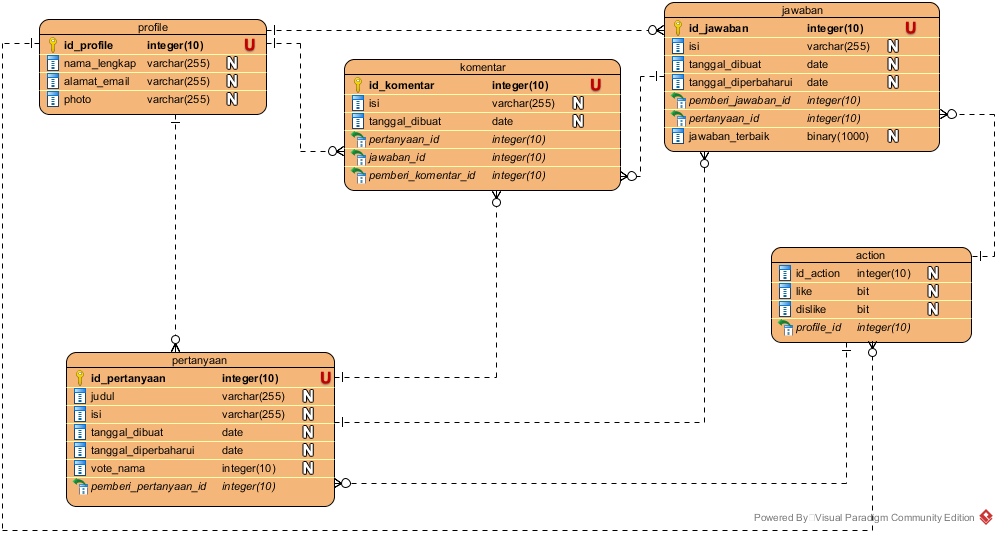 profile
id_profile integer(10) U
nama_lengkap varchar(255) N
alamat_email varchar(255) N
photo varchar(255) N
komentar
id_komentar integer(10) U
isi varchar(255) N
tanggal_dibuat date N
pertanyaan_id integer(10)
jawaban_id integer(10)
pemberi_komentar_id integer(10)
jawaban
id_jawaban integer(10) U
isi varchar(255) N
tanggal_dibuat date N
tanggal_diperbaharui date N
pemberi_jawaban_id integer(10)
pertanyaan_id integer(10)
jawaban_terbaik binary(1000) N
action
id_action integer(10) N
like bit N
dislike bit N
profile_id integer(10)
pertanyaan
id_pertanyaan integer(10) U
judul varchar(255) N
isi varchar(255) N
tanggal_dibuat date N
tanggal_diperbaharui date N
vote_nama integer(10) N
pemberi_pertanyaan_id integer(10)
Powered By Visual Paradigm Community Edition